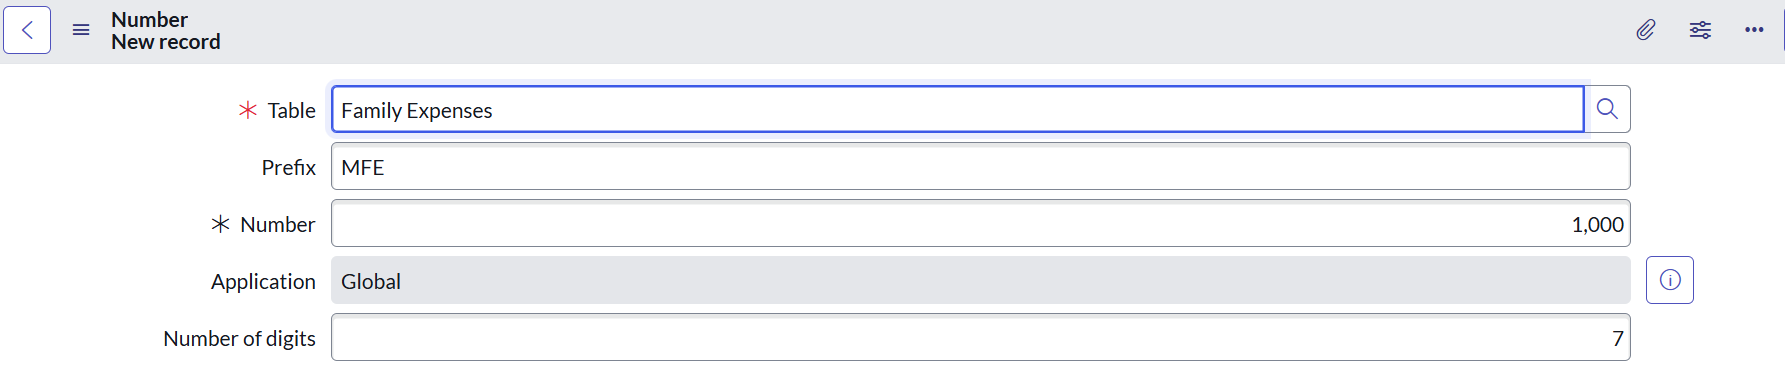 Number
New record
Table
Family Expenses
Prefix
MFE
Number
1,000
Application
Global
Number of digits
7